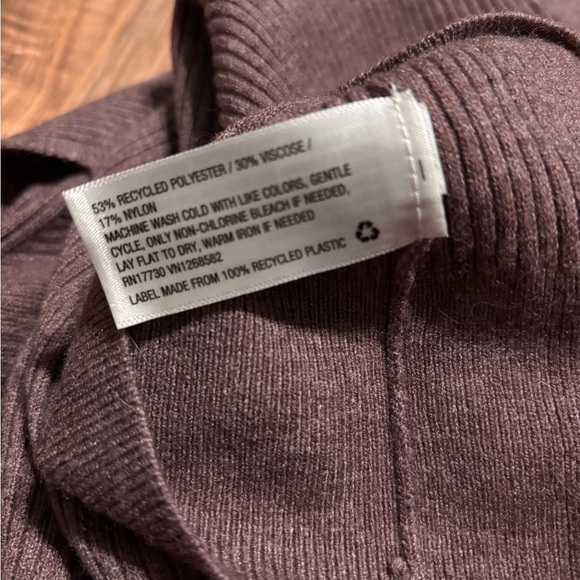 53% RECYCLED POLYESTER / 30% VISCOSE /
17% NYLON
MACHINE WASH COLD WITH LIKE COLORS, GENTLE
CYCLE, ONLY NON-CHLORINE BLEACH IF NEEDED,
LAY FLAT TO DRY, WARM IRON IF NEEDED
RN17730 VN1268582
LABEL MADE FROM 100% RECYCLED PLASTIC